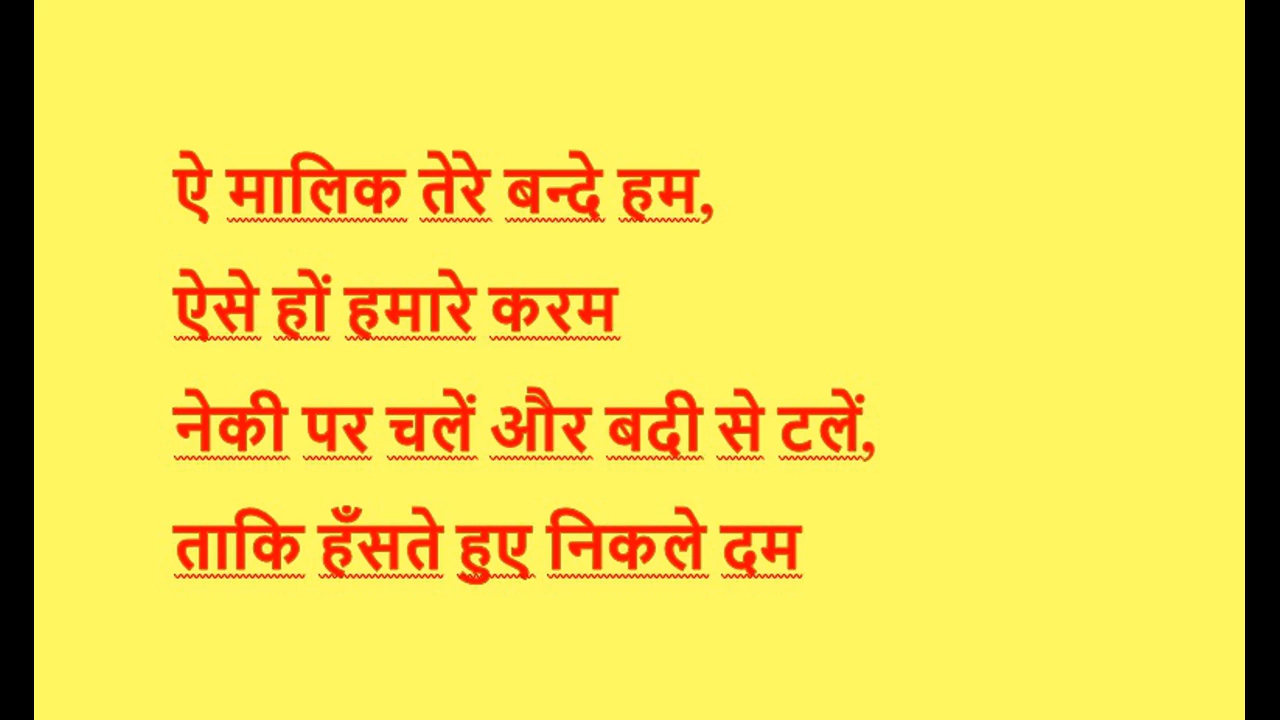 ऐ मालिक तेरे बन्दे हम,
ऐसे हों हमारे करम
नेकी पर चलें और बदी से टलें,
ताकि हँसते हुए निकले दम